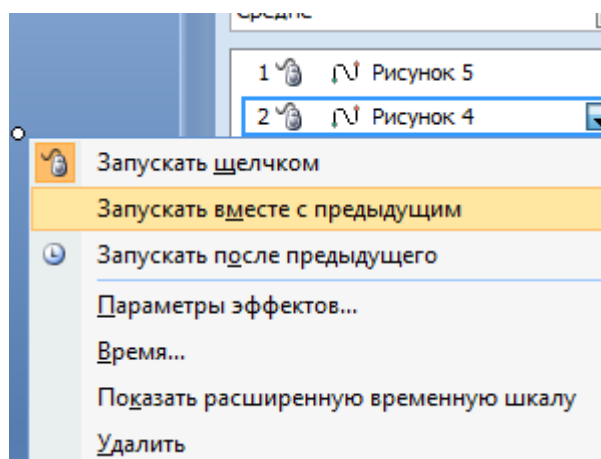 Средне
1 Рисунок 5
2 Рисунок 4
Запускать щелчком
Запускать вместе с предыдущим
Запускать после предыдущего
Параметры эффектов...
Время...
Показать расширенную временную шкалу
Удалить